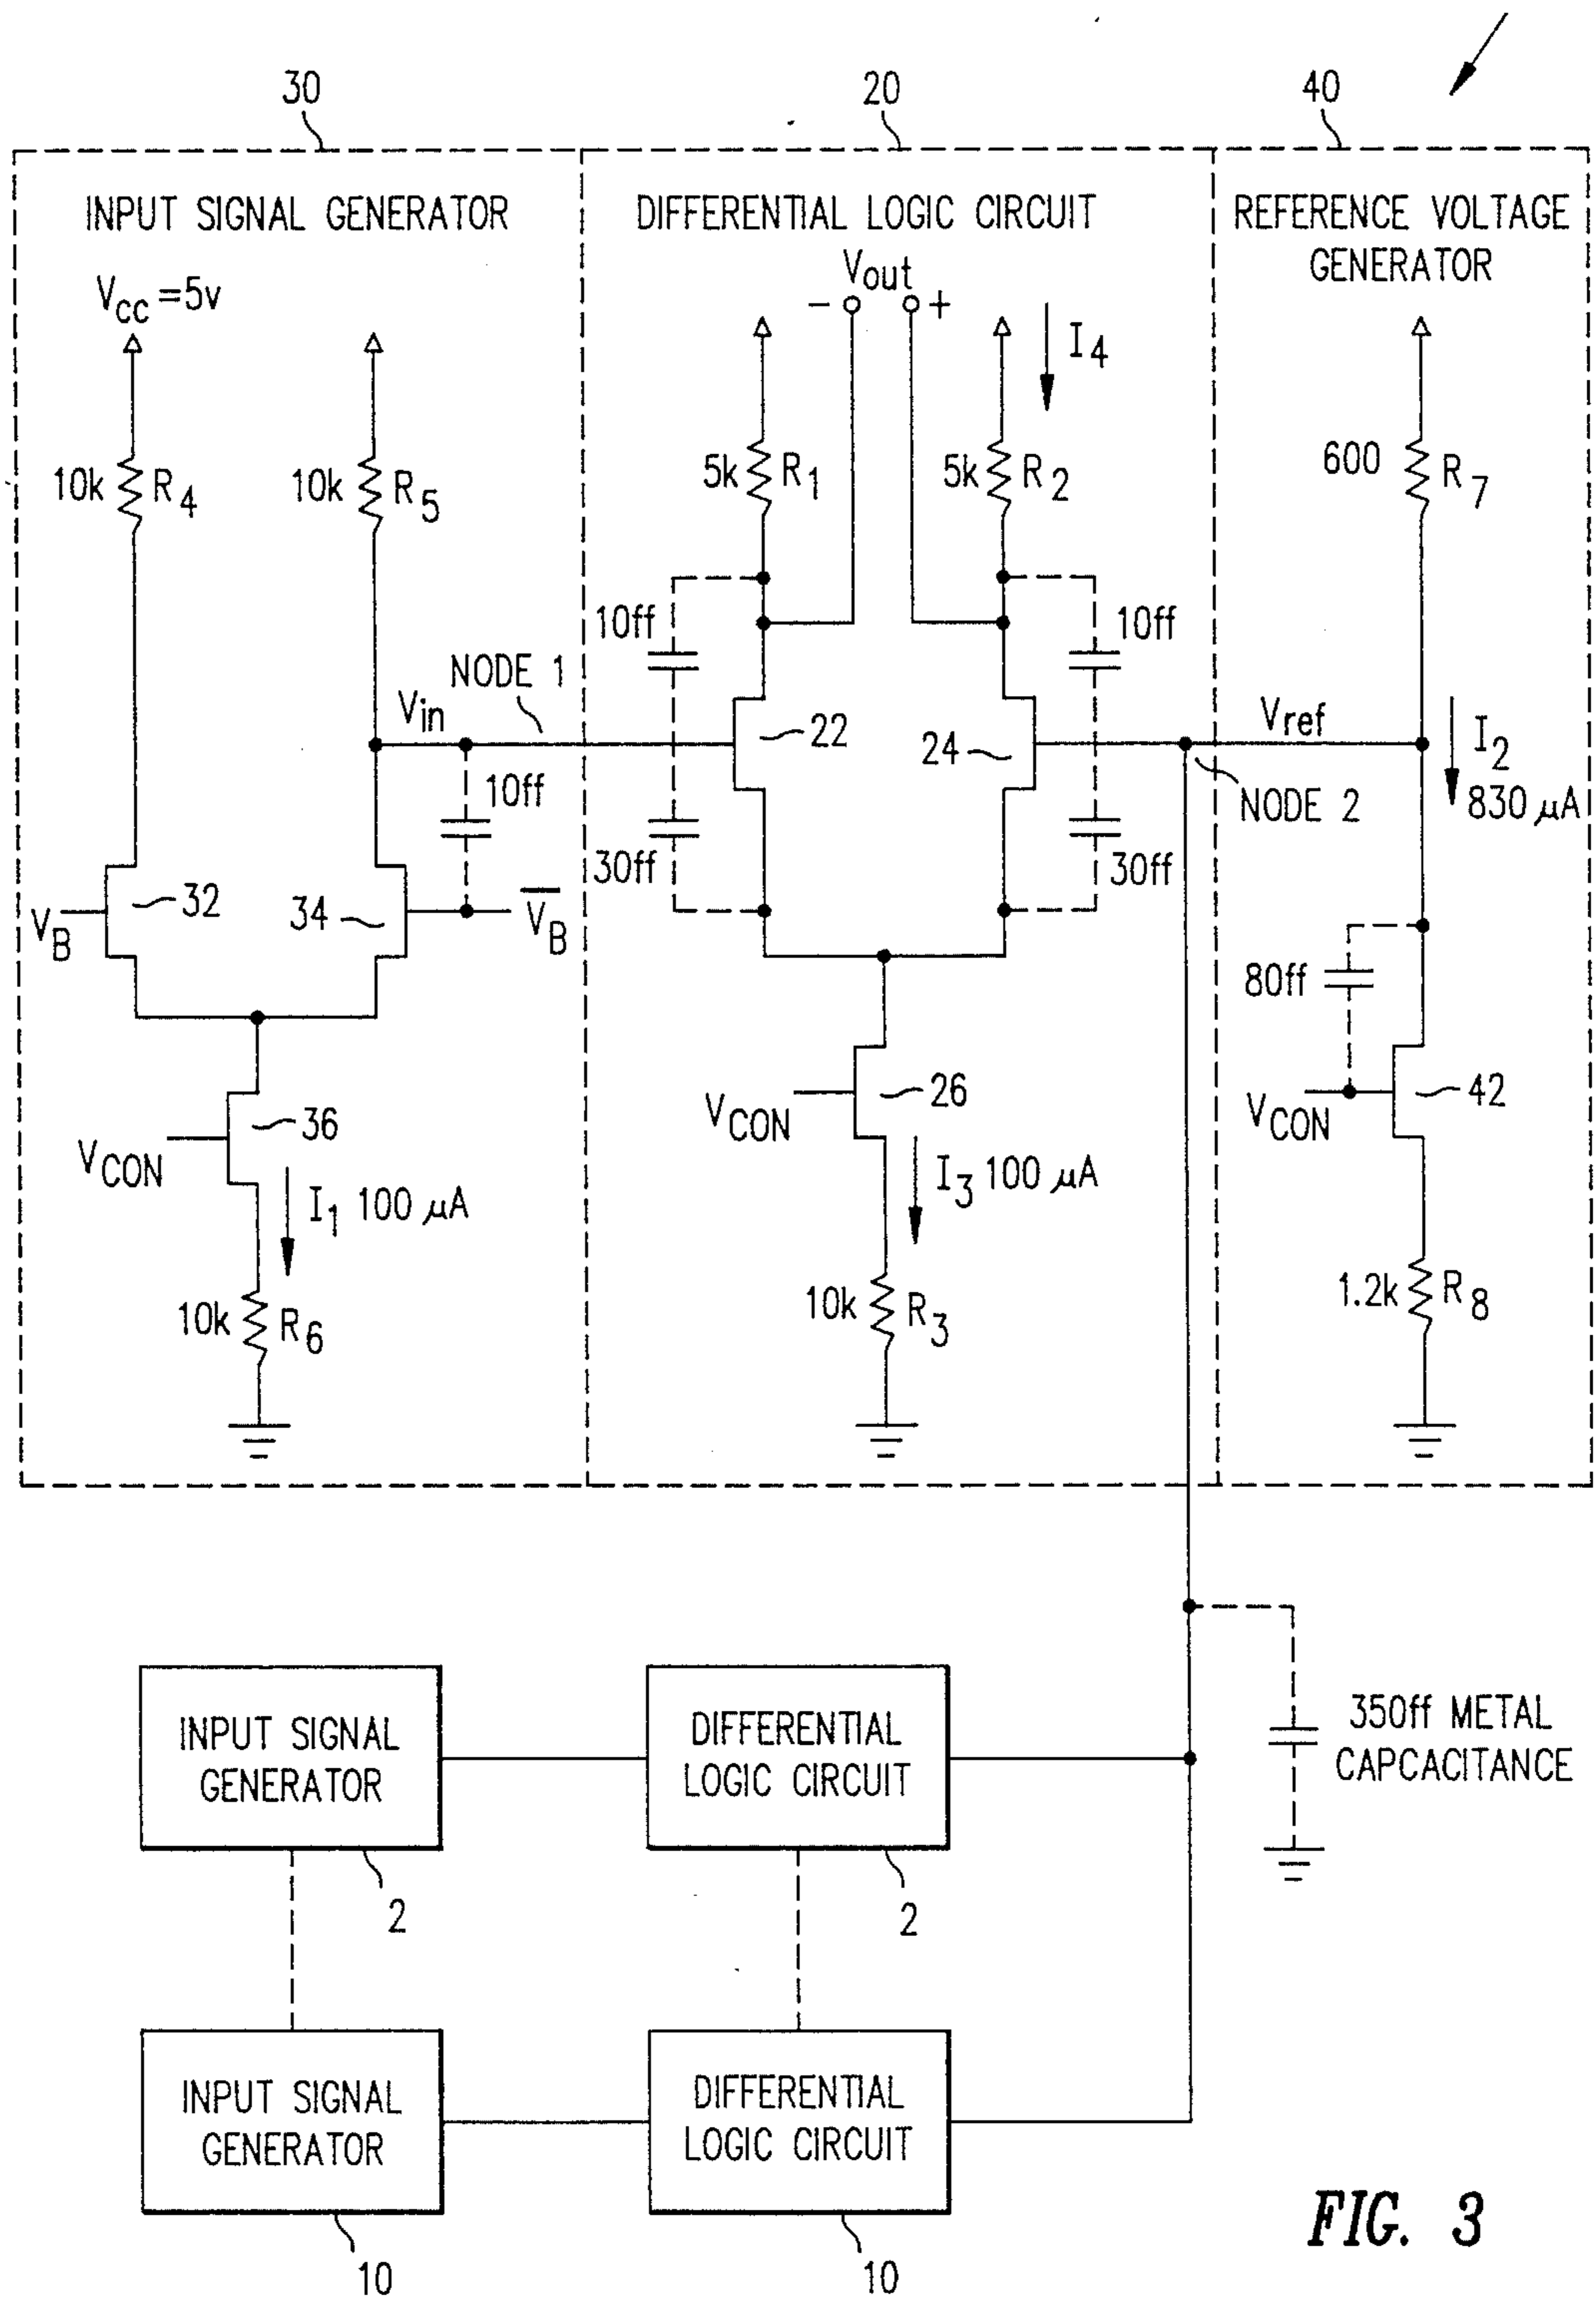 30
20
40
INPUT SIGNAL GENERATOR
DIFFERENTIAL LOGIC CIRCUIT
REFERENCE VOLTAGE
GENERATOR
Vcc =5v
Vout
- +
I4
10k R4
10k R5
5k R1
5k R2
600 R7
10ff
10ff
NODE 1
Vin
22
24
Vref
I2
830 μA
NODE 2
10ff
30ff
30ff
VB
32
34
V̅B
80ff
VCON
36
VCON
26
VCON
42
I1 100 μA
I3 100 μA
10k R6
10k R3
1.2k R8
INPUT SIGNAL
GENERATOR
DIFFERENTIAL
LOGIC CIRCUIT
350ff METAL
CAPCACITANCE
2
2
INPUT SIGNAL
GENERATOR
DIFFERENTIAL
LOGIC CIRCUIT
10
10
FIG. 3